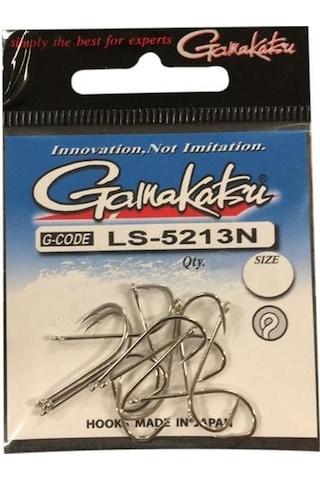 simply the best for experts
Gamakatsu
Innovation, Not Imitation.
Gamakatsu
G-CODE LS-5213N
Qty. SIZE
HOOKS MADE IN JAPAN